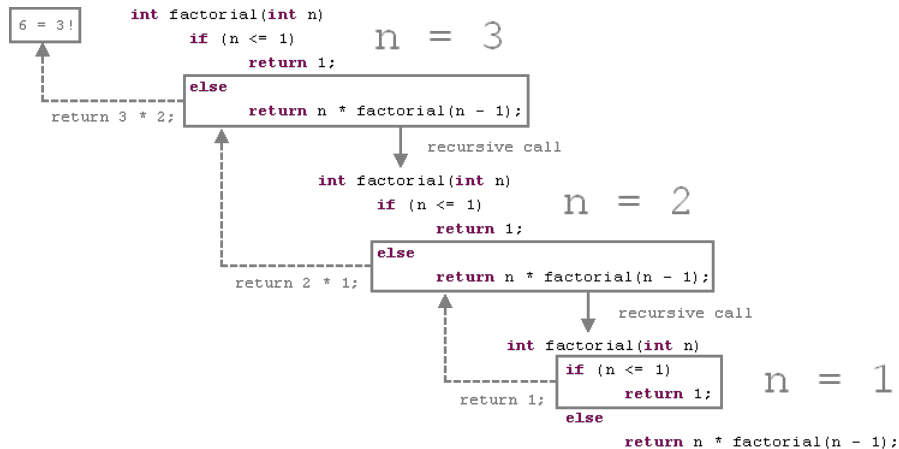 6 = 3!
int factorial(int n)
if (n <= 1)
return 1;
n = 3
else
return n * factorial(n - 1);
return 3 * 2;
recursive call
int factorial(int n)
if (n <= 1)
return 1;
n = 2
else
return n * factorial(n - 1);
return 2 * 1;
recursive call
int factorial(int n)
if (n <= 1)
return 1;
n = 1
return 1;
else
return n * factorial(n - 1);